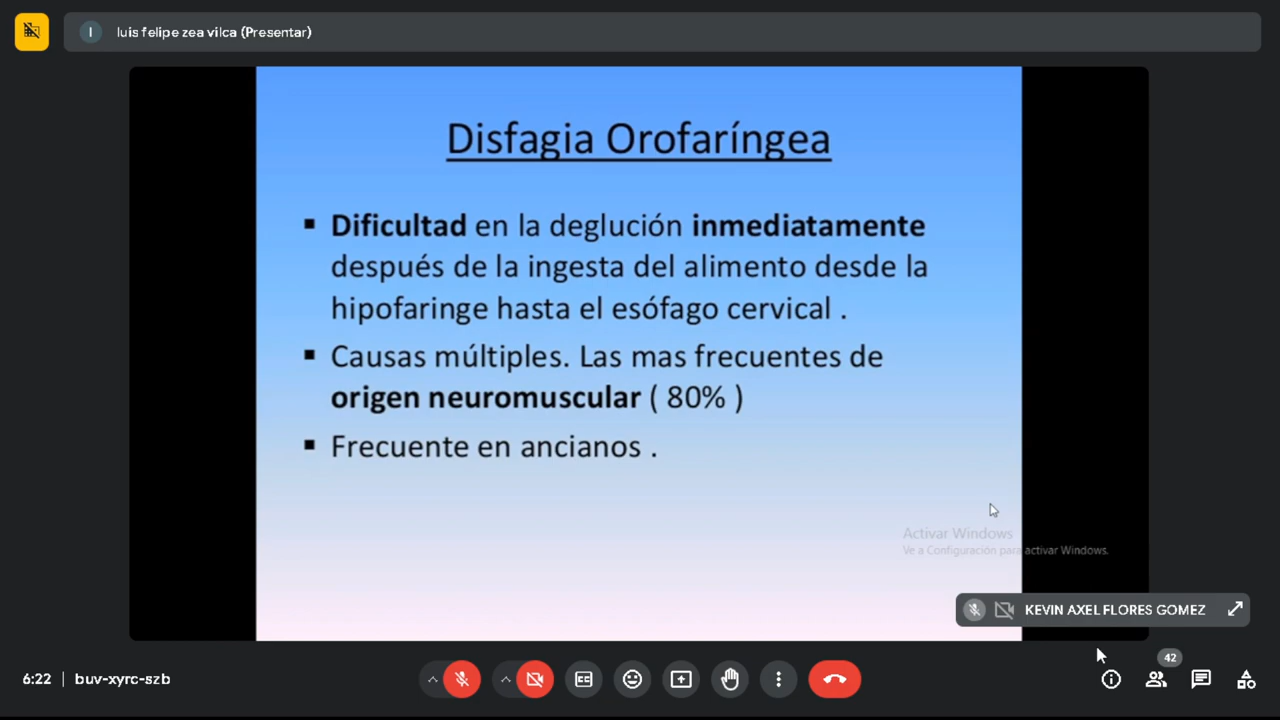 l
luis felipe zea vilca (Presentar)
Disfagia Orofaríngea
▪ Dificultad en la deglución inmediatamente
después de la ingesta del alimento desde la
hipofaringe hasta el esófago cervical .
▪ Causas múltiples. Las mas frecuentes de
origen neuromuscular ( 80% )
▪ Frecuente en ancianos .
Activar Windows
Ve a Configuración para activar Windows.
KEVIN AXEL FLORES GOMEZ
6:22 | buv-xyrc-szb
42